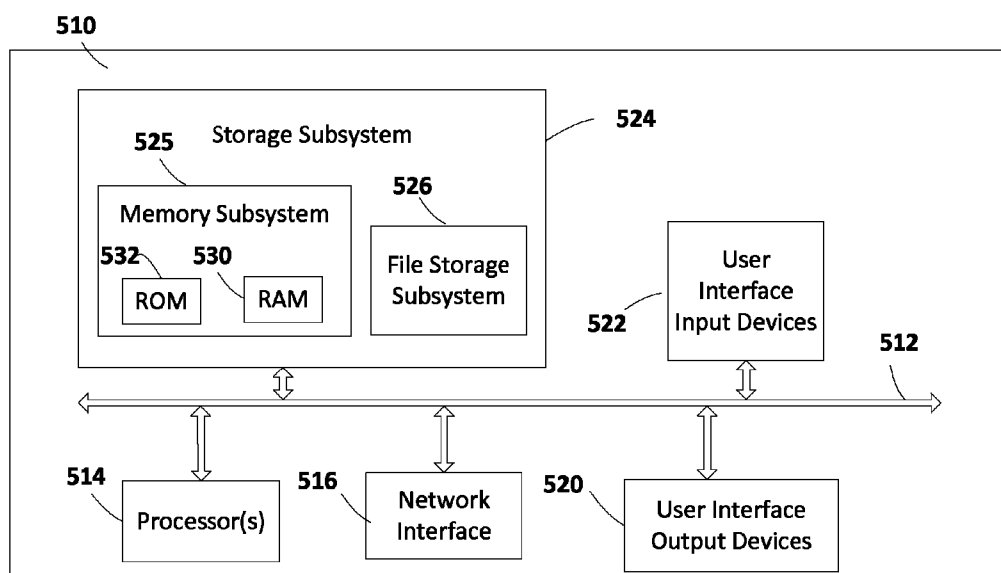 510
Storage Subsystem
524
525
526
Memory Subsystem
532
530
ROM
RAM
File Storage
Subsystem
User
Interface
Input Devices
522
512
514
Processor(s)
516
Network
Interface
520
User Interface
Output Devices